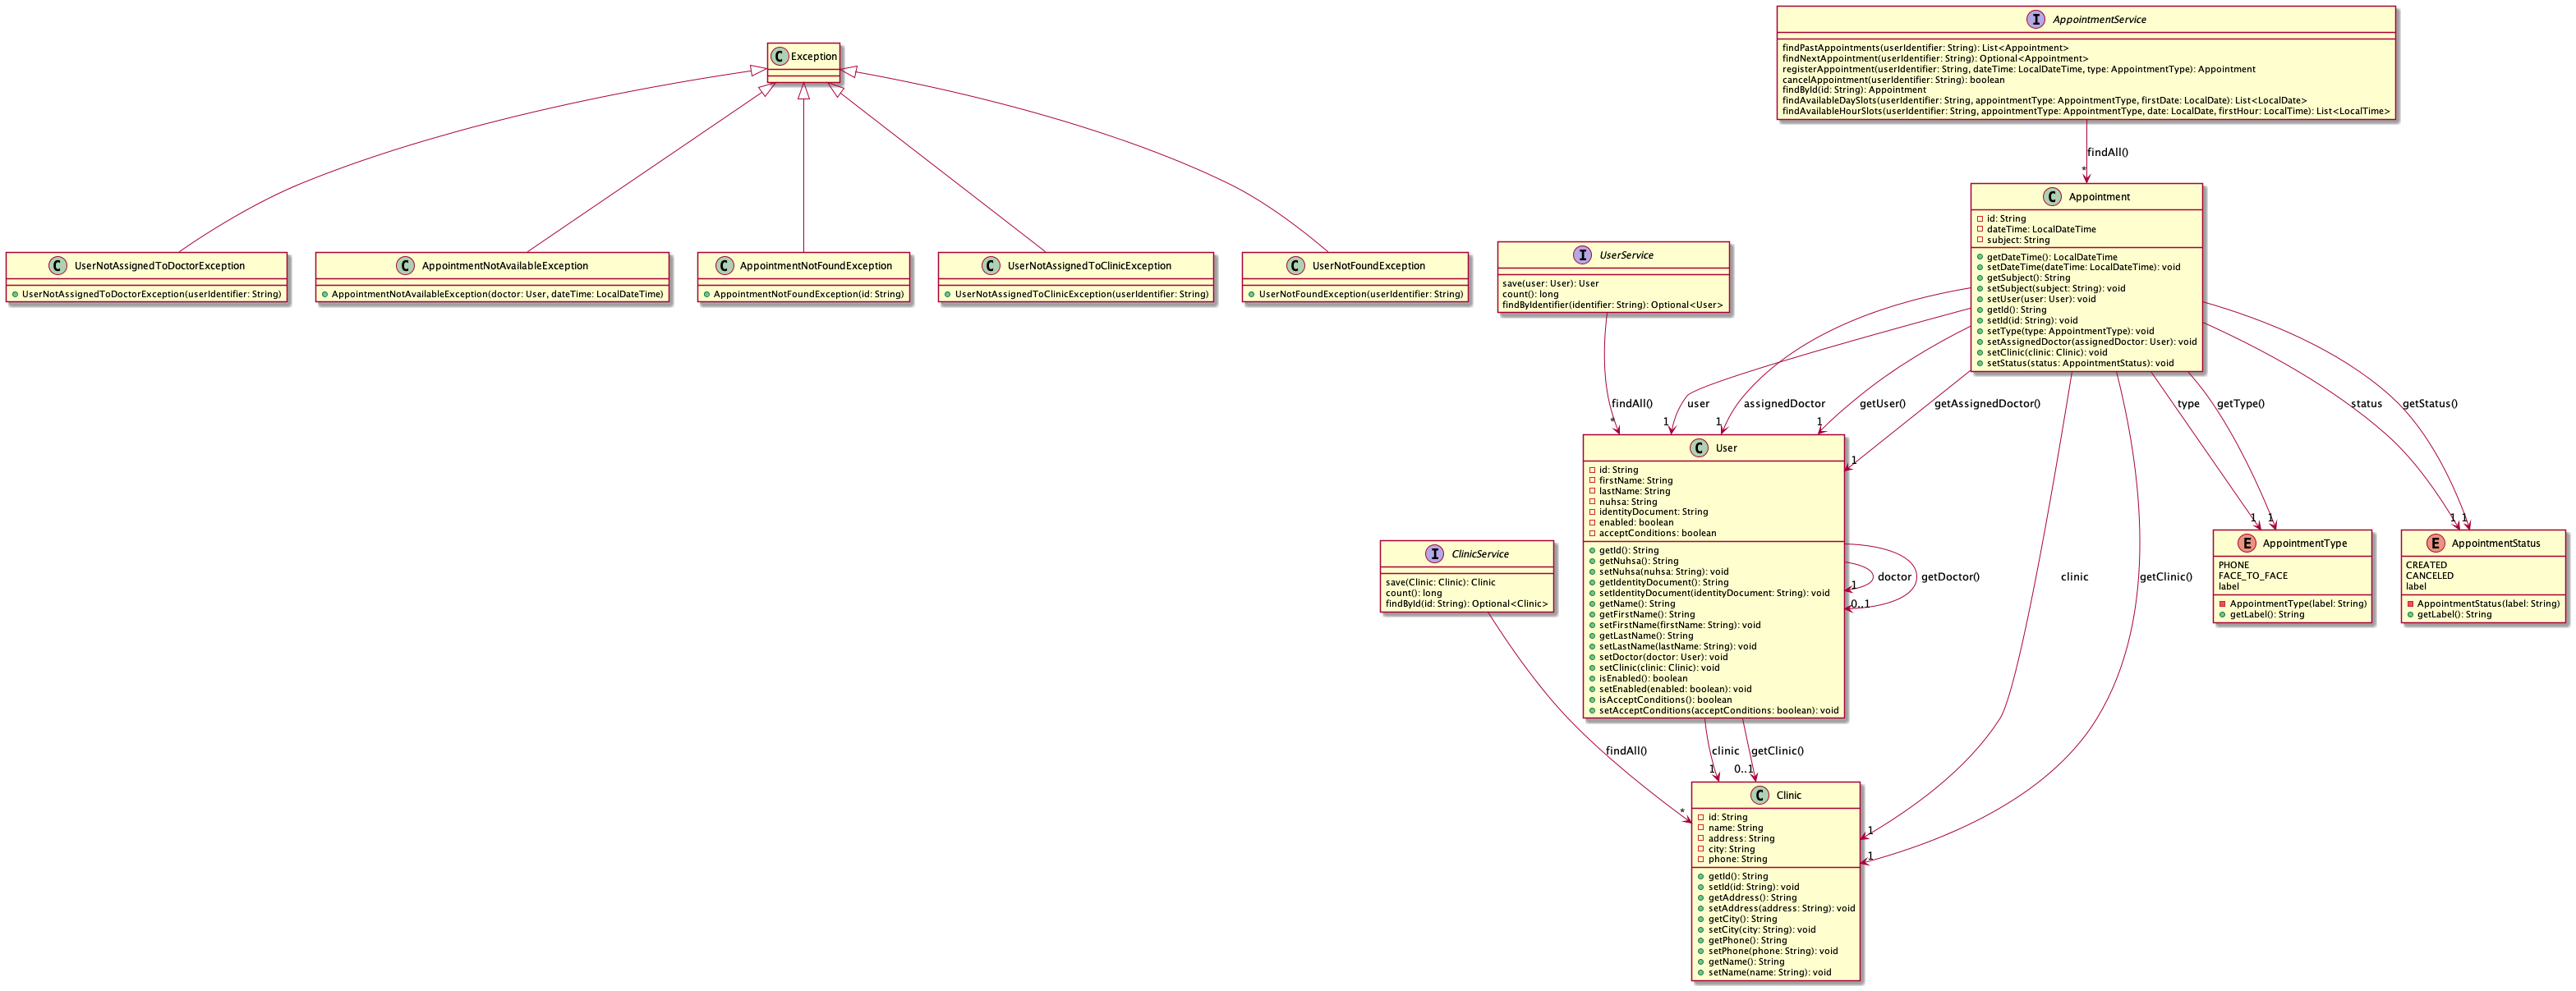 I AppointmentService
findPastAppointments(userIdentifier: String): List<Appointment>
findNextAppointment(userIdentifier: String): Optional<Appointment>
registerAppointment(userIdentifier: String, dateTime: LocalDateTime, type: AppointmentType): Appointment
cancelAppointment(userIdentifier: String): boolean
findById(id: String): Appointment
findAvailableDaySlots(userIdentifier: String, appointmentType: AppointmentType, firstDate: LocalDate): List<LocalDate>
findAvailableHourSlots(userIdentifier: String, appointmentType: AppointmentType, date: LocalDate, firstHour: LocalTime): List<LocalTime>
C Exception
findAll()
*
C UserNotAssignedToDoctorException
UserNotAssignedToDoctorException(userIdentifier: String)
C AppointmentNotAvailableException
AppointmentNotAvailableException(doctor: User, dateTime: LocalDateTime)
C AppointmentNotFoundException
AppointmentNotFoundException(id: String)
C UserNotAssignedToClinicException
UserNotAssignedToClinicException(userIdentifier: String)
C UserNotFoundException
UserNotFoundException(userIdentifier: String)
I UserService
save(user: User): User
count(): long
findByIdentifier(identifier: String): Optional<User>
C Appointment
id: String
dateTime: LocalDateTime
subject: String
getDateTime(): LocalDateTime
setDateTime(dateTime: LocalDateTime): void
getSubject(): String
setSubject(subject: String): void
setUser(user: User): void
getId(): String
setId(id: String): void
setType(type: AppointmentType): void
setAssignedDoctor(assignedDoctor: User): void
setClinic(clinic: Clinic): void
setStatus(status: AppointmentStatus): void
findAll()
*
user
1
assignedDoctor
1
getUser()
1
getAssignedDoctor()
1
type
1
getType()
1
status
1
getStatus()
1
C User
id: String
firstName: String
lastName: String
nuhsa: String
identityDocument: String
enabled: boolean
acceptConditions: boolean
getId(): String
getNuhsa(): String
setNuhsa(nuhsa: String): void
getIdentityDocument(): String
setIdentityDocument(identityDocument: String): void
getName(): String
getFirstName(): String
setFirstName(firstName: String): void
getLastName(): String
setLastName(lastName: String): void
setDoctor(doctor: User): void
setClinic(clinic: Clinic): void
isEnabled(): boolean
setEnabled(enabled: boolean): void
isAcceptConditions(): boolean
setAcceptConditions(acceptConditions: boolean): void
doctor
1
getDoctor()
0..1
I ClinicService
save(Clinic: Clinic): Clinic
count(): long
findById(id: String): Optional<Clinic>
E AppointmentType
PHONE
FACE_TO_FACE
label
AppointmentType(label: String)
getLabel(): String
E AppointmentStatus
CREATED
CANCELED
label
AppointmentStatus(label: String)
getLabel(): String
clinic
1
getClinic()
1
findAll()
*
clinic
1
getClinic()
0..1
C Clinic
id: String
name: String
address: String
city: String
phone: String
getId(): String
setId(id: String): void
getAddress(): String
setAddress(address: String): void
getCity(): String
setCity(city: String): void
getPhone(): String
setPhone(phone: String): void
getName(): String
setName(name: String): void